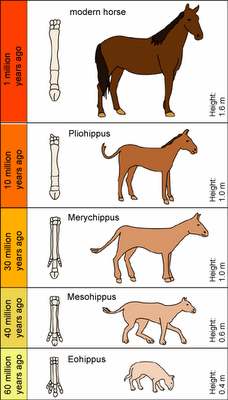 1 million
years ago
modern horse
Height:
1.6 m
10 million
years ago
Pliohippus
Height:
1.0 m
30 million
years ago
Merychippus
Height:
1.0 m
40 million
years ago
Mesohippus
Height:
0.6 m
60 million
years ago
Eohippus
Height:
0.4 m